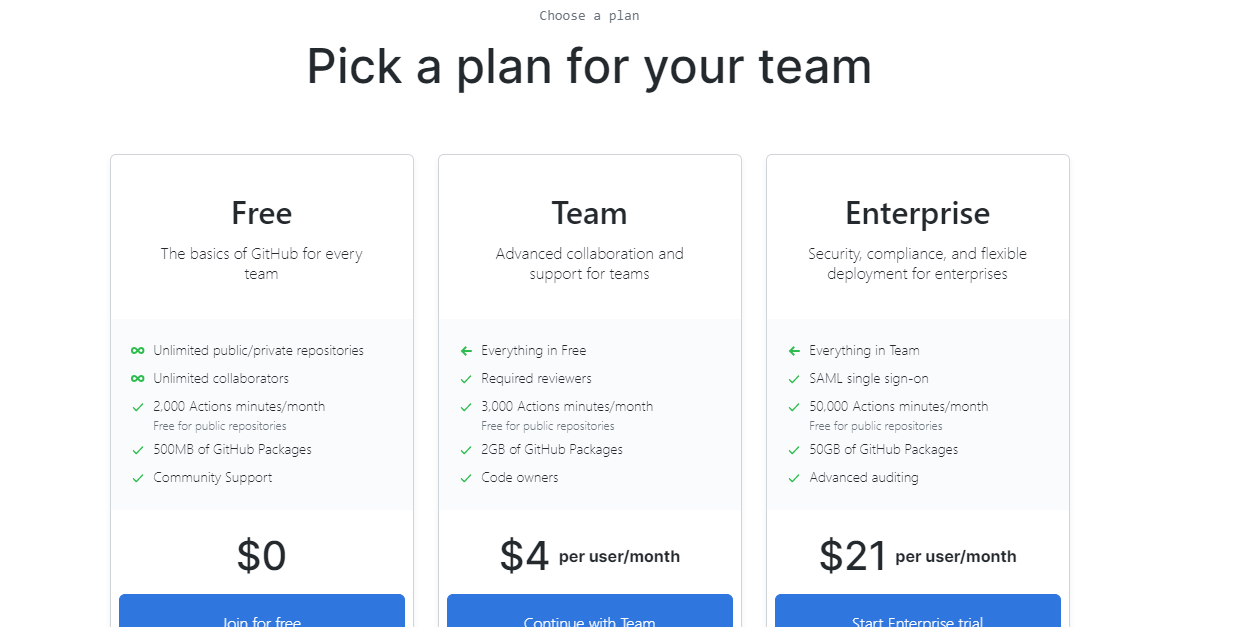 Choose a plan
Pick a plan for your team
Free
The basics of GitHub for every
team
Unlimited public/private repositories
Unlimited collaborators
2,000 Actions minutes/month
Free for public repositories
500MB of GitHub Packages
Community Support
$0
Join for free
Team
Advanced collaboration and
support for teams
Everything in Free
Required reviewers
3,000 Actions minutes/month
Free for public repositories
2GB of GitHub Packages
Code owners
$4 per user/month
Continue with Team
Enterprise
Security, compliance, and flexible
deployment for enterprises
Everything in Team
SAML single sign-on
50,000 Actions minutes/month
Free for public repositories
50GB of GitHub Packages
Advanced auditing
$21 per user/month
Start Enterprise trial